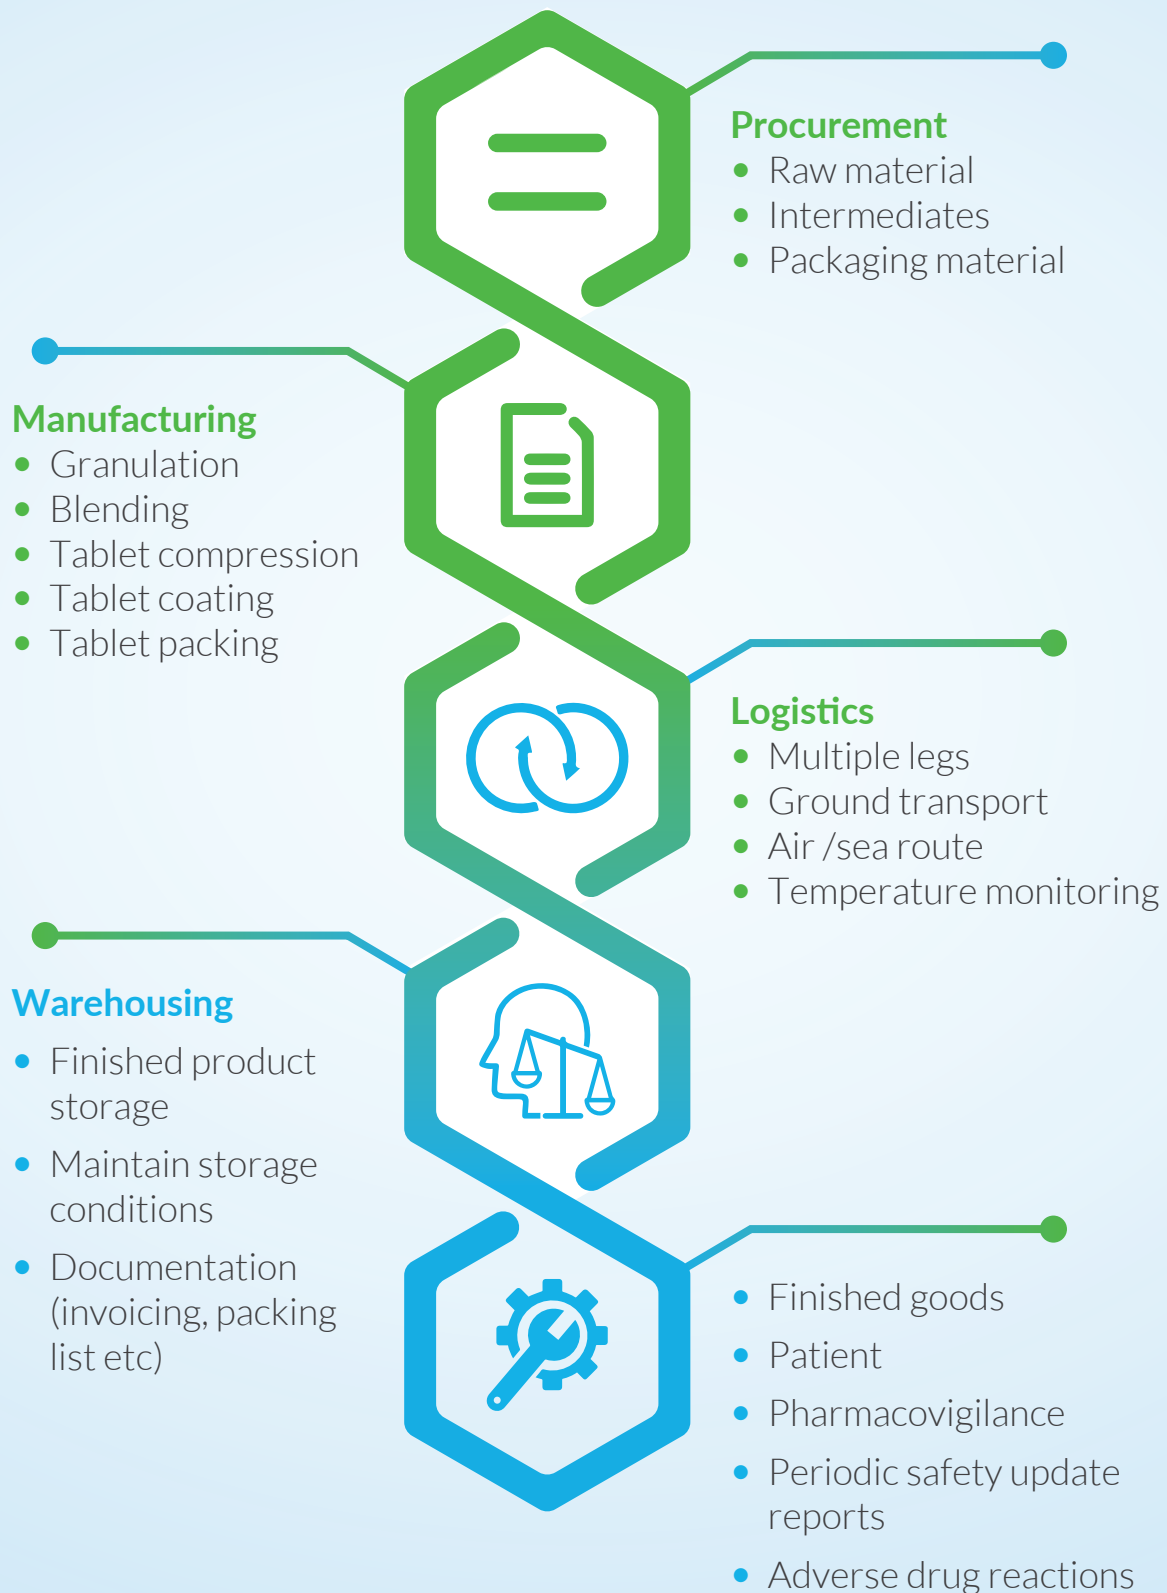 Procurement
• Raw material
• Intermediates
• Packaging material
Manufacturing
• Granulation
• Blending
• Tablet compression
• Tablet coating
• Tablet packing
Logistics
• Multiple legs
• Ground transport
• Air /sea route
• Temperature monitoring
Warehousing
• Finished product
storage
• Maintain storage
conditions
• Documentation
(invoicing, packing
list etc)
• Finished goods
• Patient
• Pharmacovigilance
• Periodic safety update
reports
• Adverse drug reactions